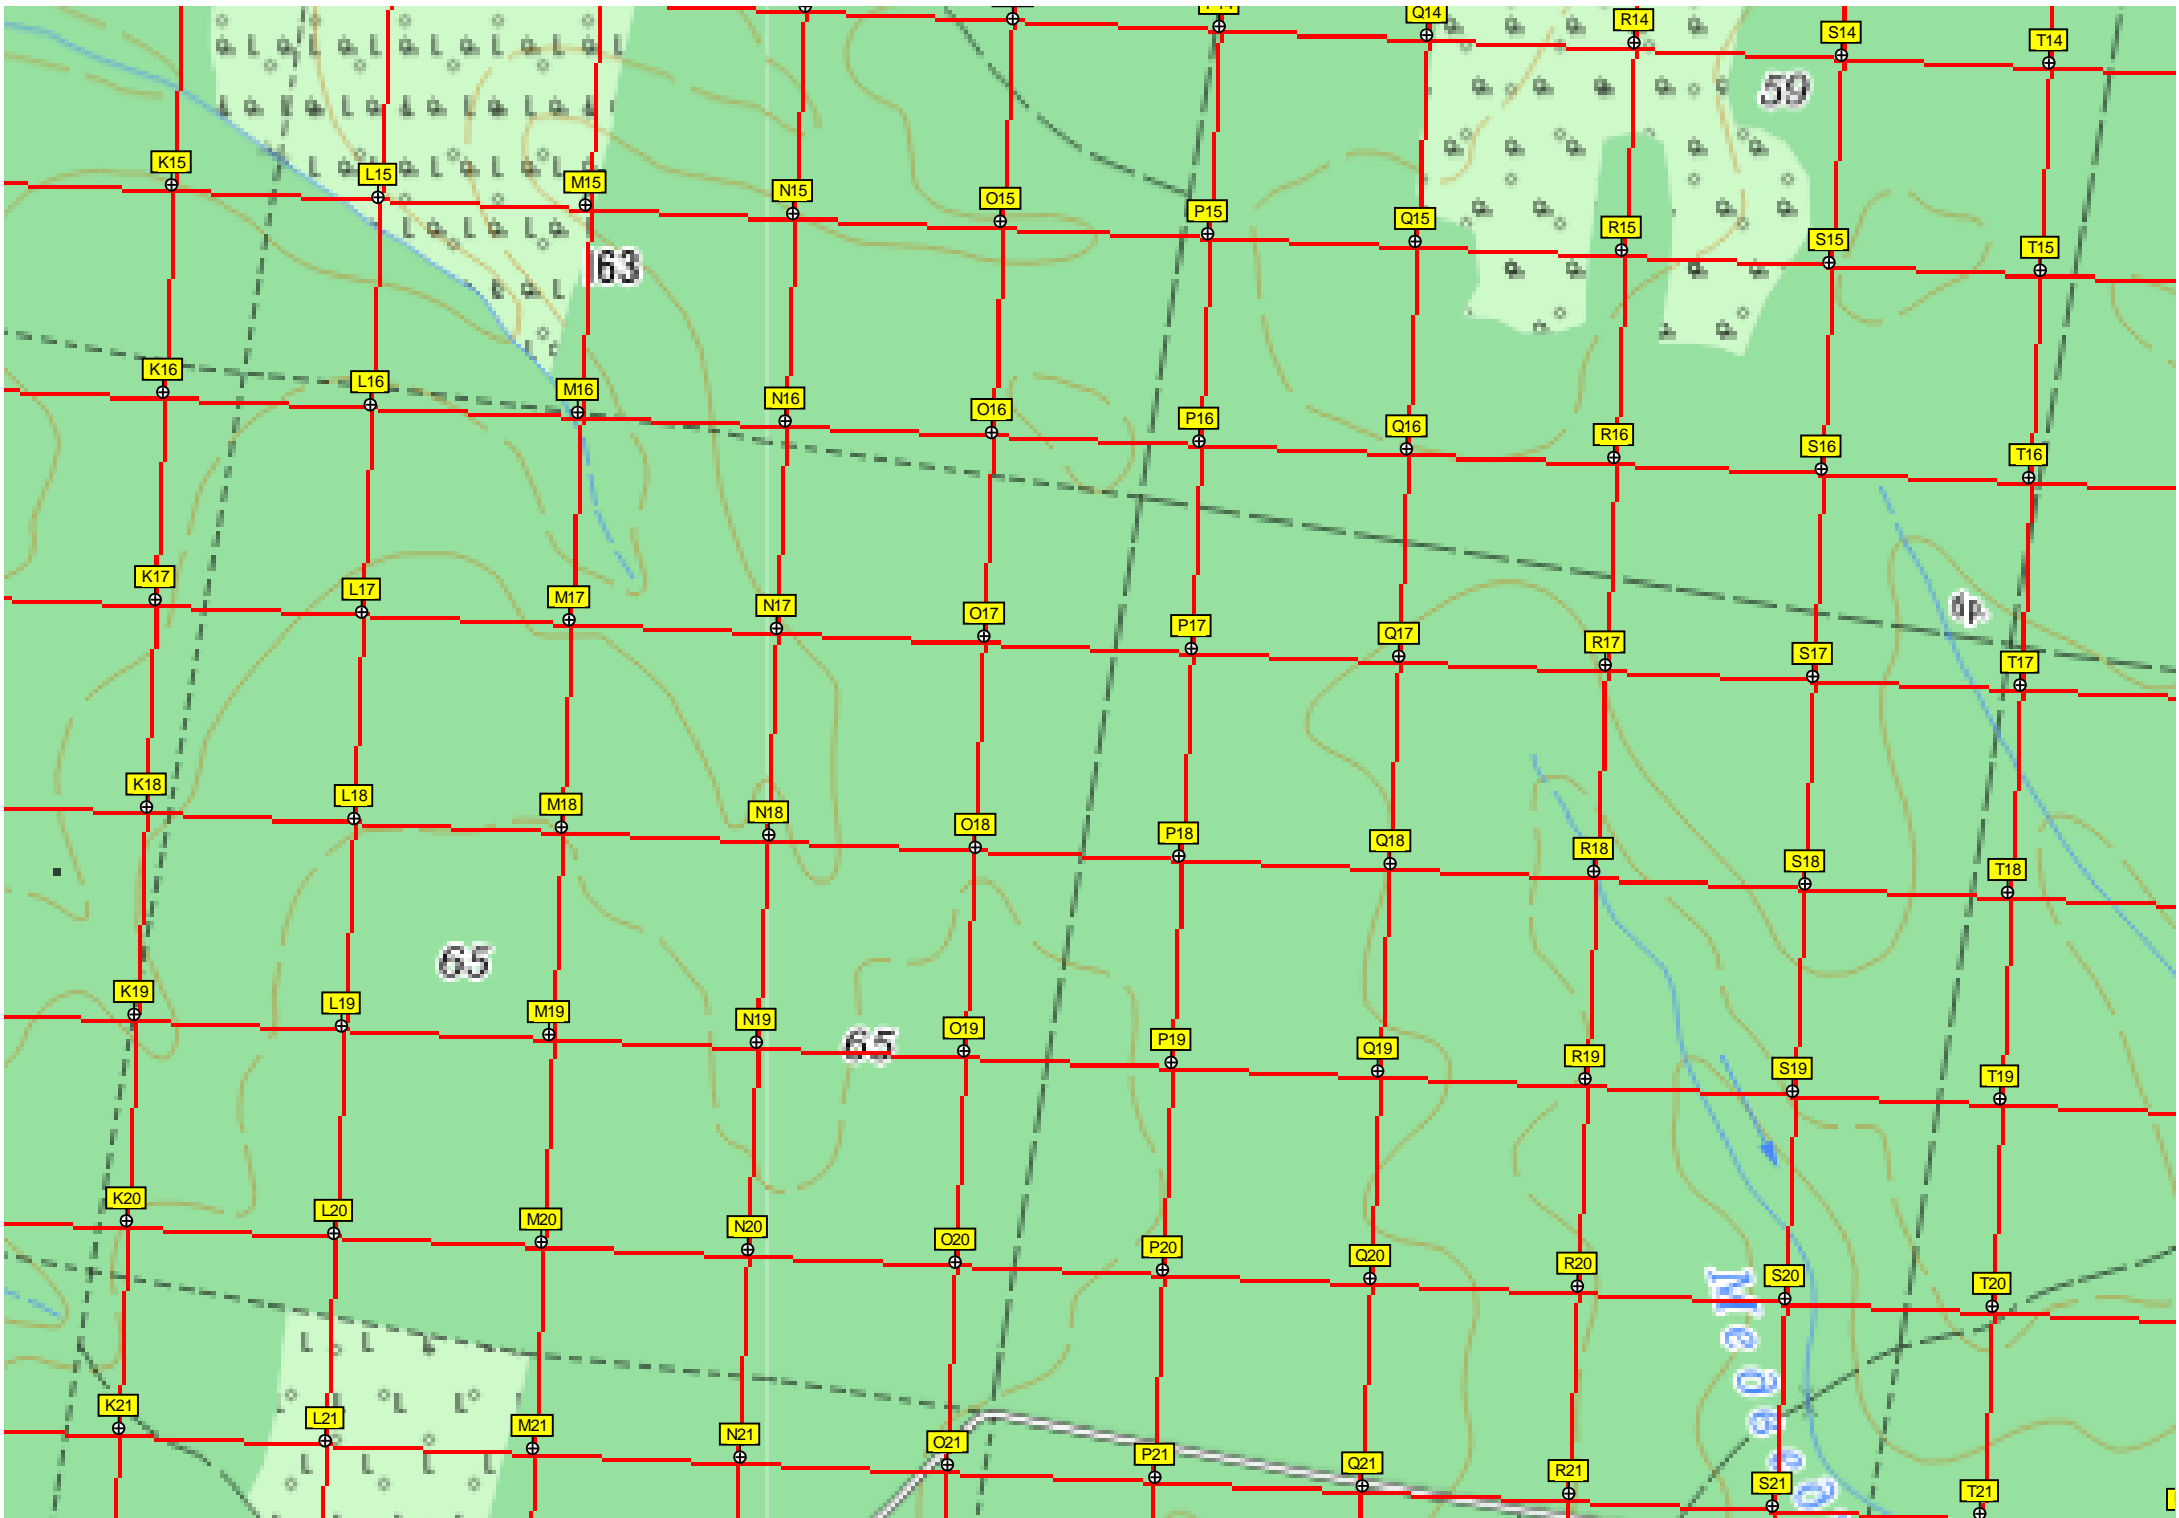 Q14 R14 S14 T14
59
K15 L15 M15 N15 O15 P15 Q15 R15 S15 T15
163
K16 L16 M16 N16 O16 P16 Q16 R16 S16 T16
бр.
K17 L17 M17 N17 O17 P17 Q17 R17 S17 T17
K18 L18 M18 N18 O18 P18 Q18 R18 S18 T18
65
K19 L19 M19 N19 O19 P19 Q19 R19 S19 T19
65
K20 L20 M20 N20 O20 P20 Q20 R20 S20 T20
K21 L21 M21 N21 O21 P21 Q21 R21 S21 T21